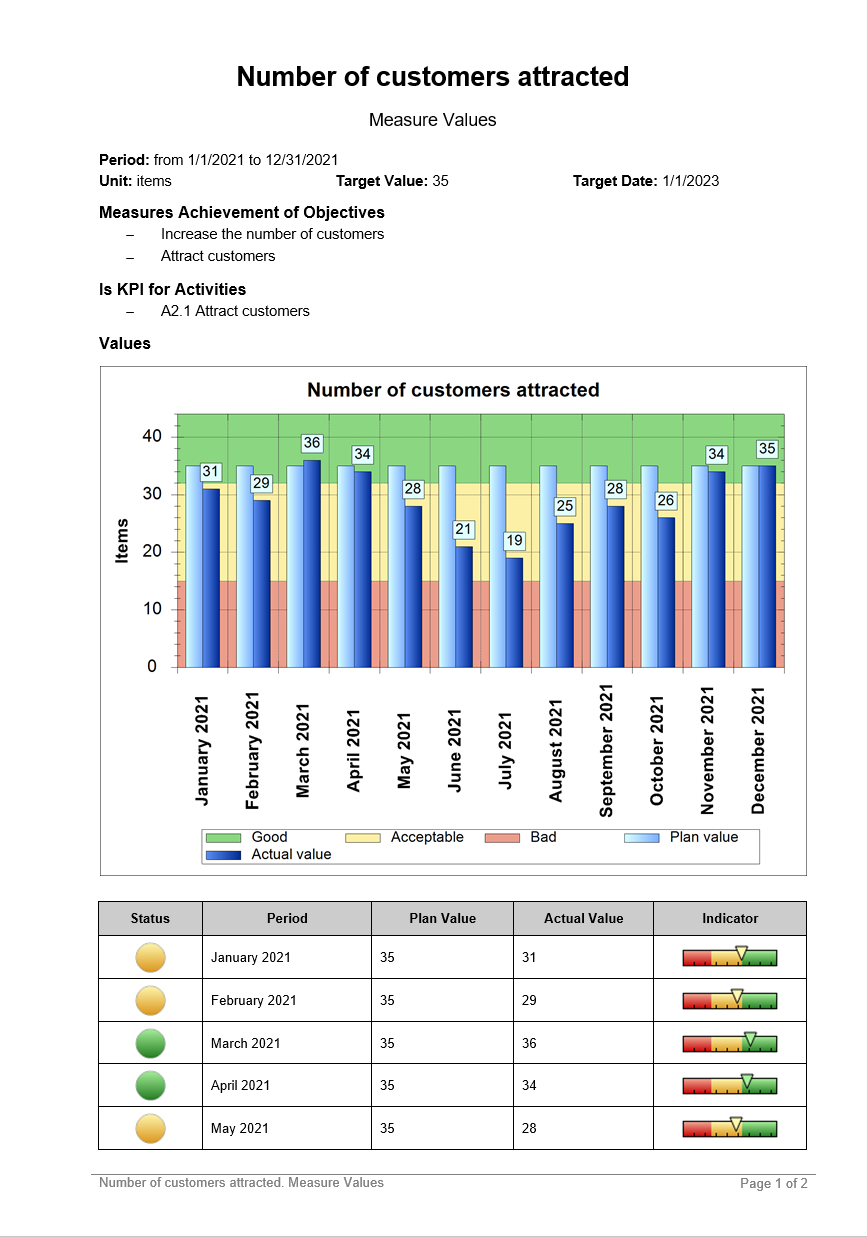 Number of customers attracted
Measure Values
Period: from 1/1/2021 to 12/31/2021
Unit: items Target Value: 35 Target Date: 1/1/2023
Measures Achievement of Objectives
– Increase the number of customers
– Attract customers
Is KPI for Activities
– A2.1 Attract customers
Values
Number of customers attracted
Items
40
30
20
10
0
31 29 36 34 28 21 19 25 28 26 34 35
January 2021
February 2021
March 2021
April 2021
May 2021
June 2021
July 2021
August 2021
September 2021
October 2021
November 2021
December 2021
Good Acceptable Bad Plan value
Actual value
Status Period Plan Value Actual Value Indicator
January 2021 35 31
February 2021 35 29
March 2021 35 36
April 2021 35 34
May 2021 35 28
Number of customers attracted. Measure Values Page 1 of 2